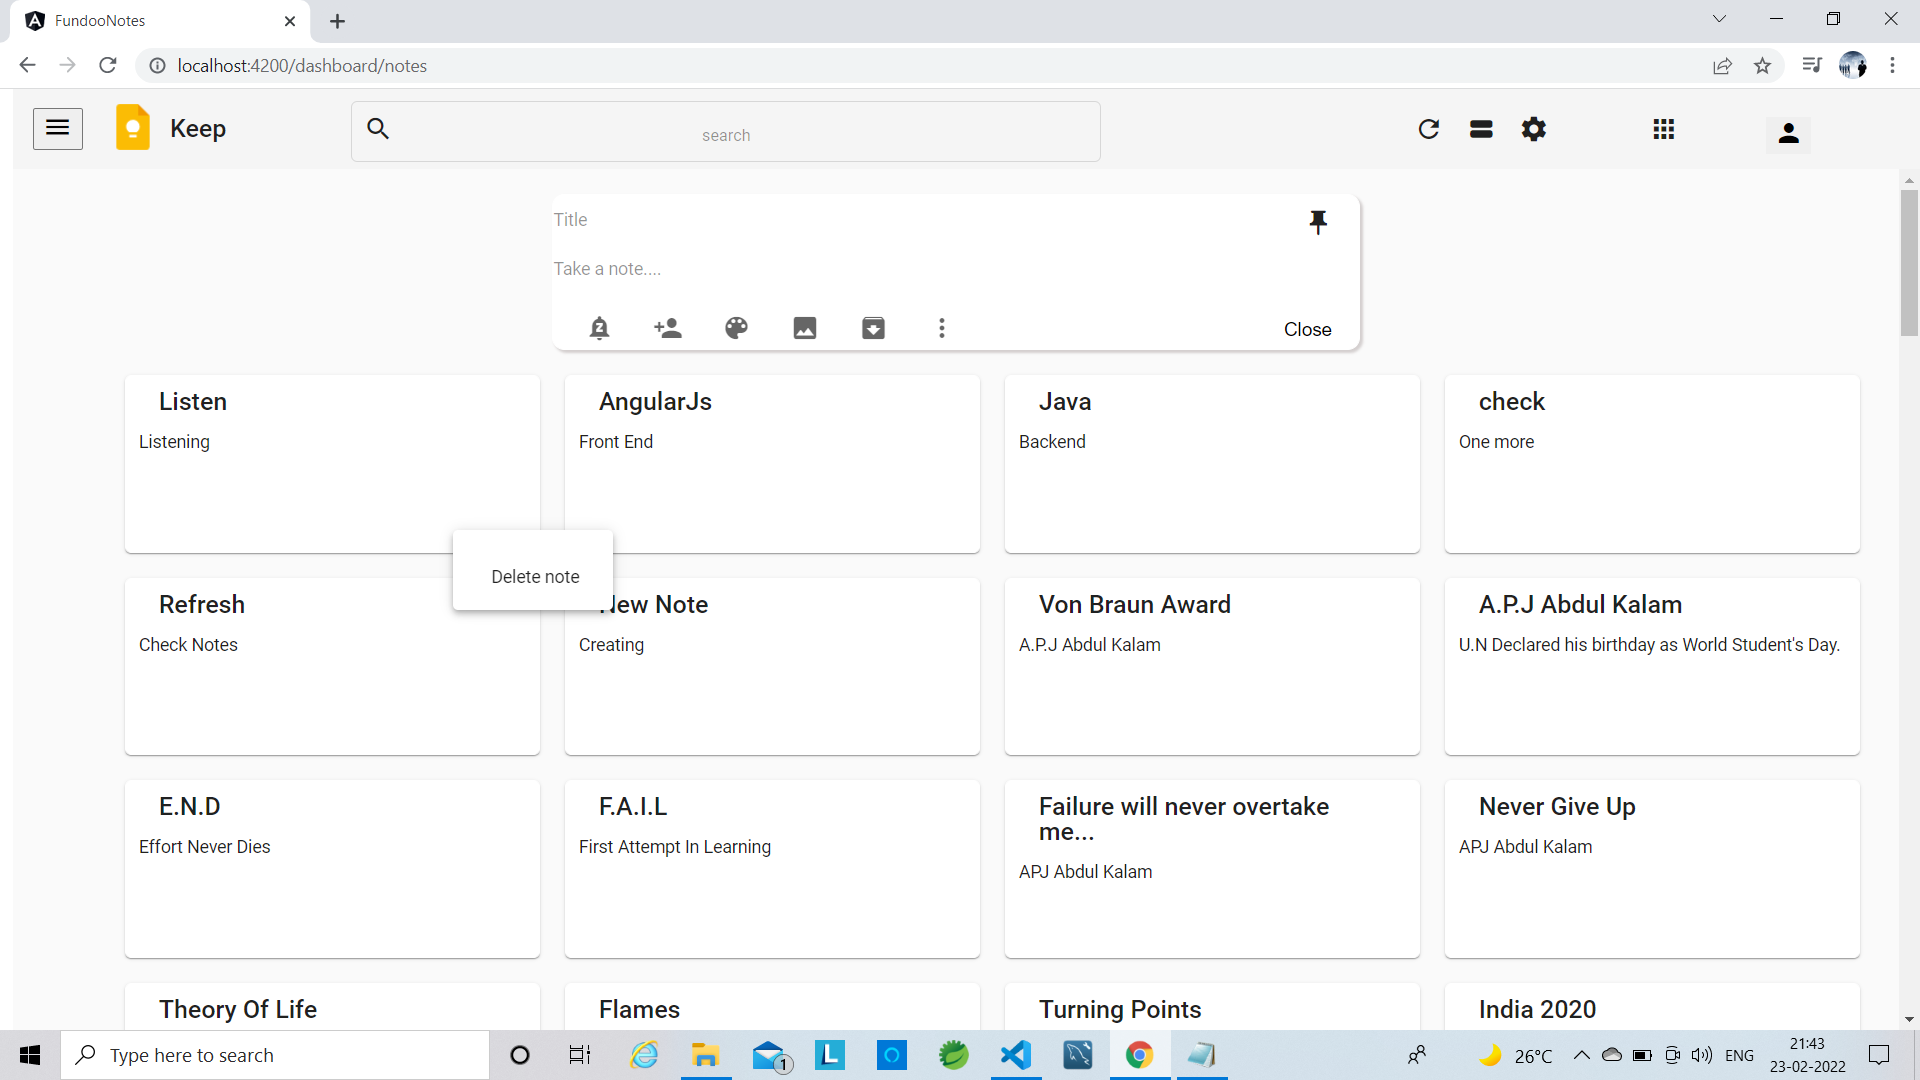 FundooNotes
localhost:4200/dashboard/notes
Keep
search
Title
Take a note....
Close
Listen
Listening
AngularJs
Front End
Java
Backend
check
One more
Delete note
Refresh
Check Notes
New Note
Creating
Von Braun Award
A.P.J Abdul Kalam
A.P.J Abdul Kalam
U.N Declared his birthday as World Student's Day.
E.N.D
Effort Never Dies
F.A.I.L
First Attempt In Learning
Failure will never overtake
me...
APJ Abdul Kalam
Never Give Up
APJ Abdul Kalam
Theory Of Life
Flames
Turning Points
India 2020
Type here to search
1
L
26°C
ENG
21:43
23-02-2022